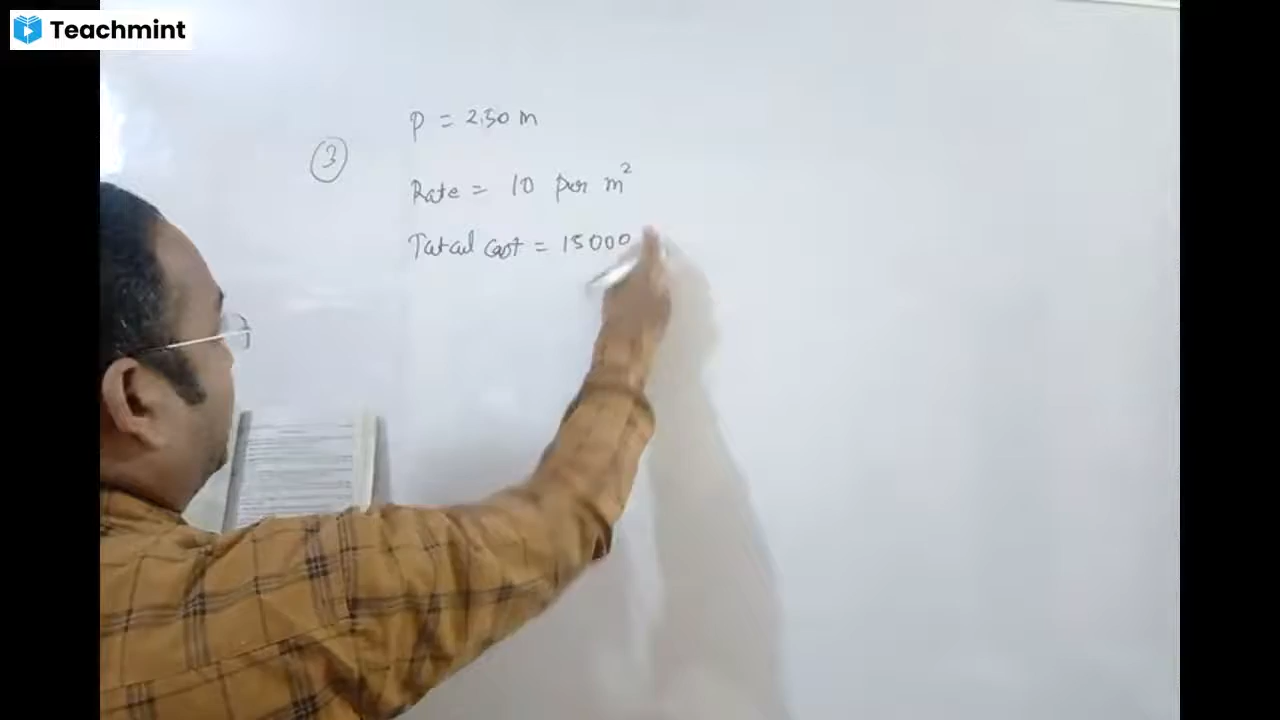 Teachmint
P = 250 m
3
Rate = 10 per m²
Total cost = 15000